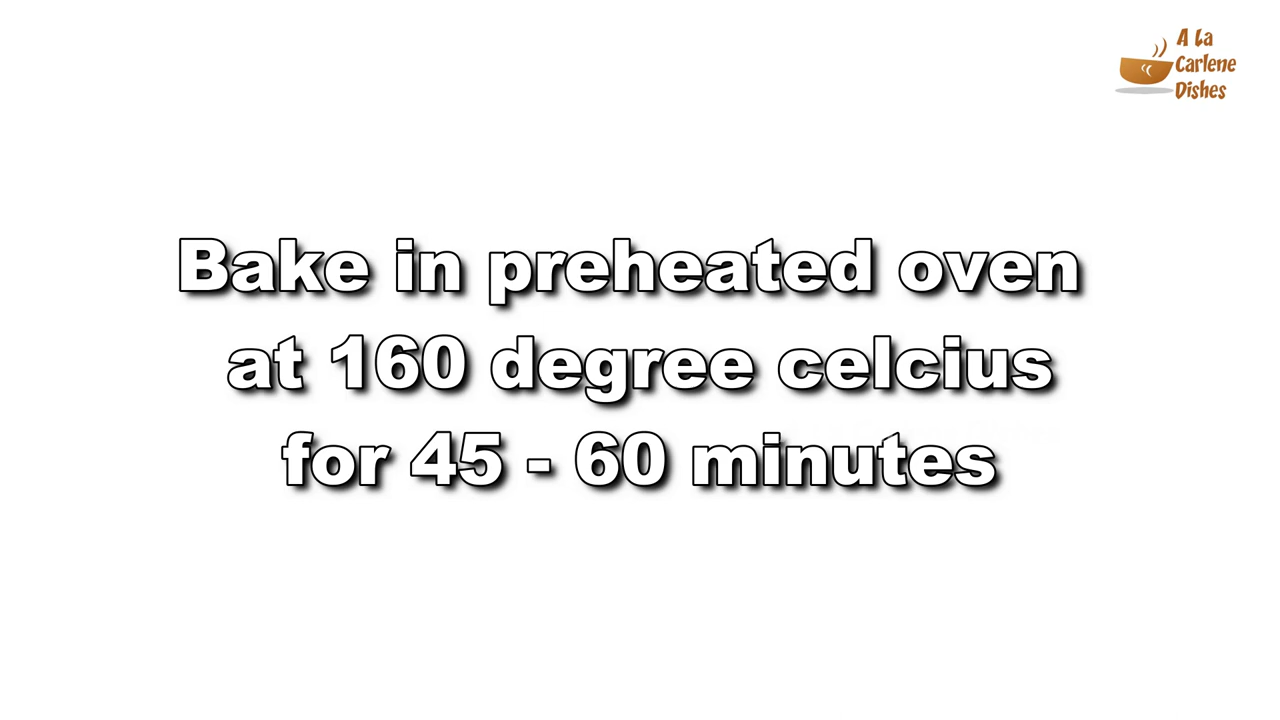 A La
Carlene
Dishes
Bake in preheated oven
at 160 degree celcius
for 45 - 60 minutes